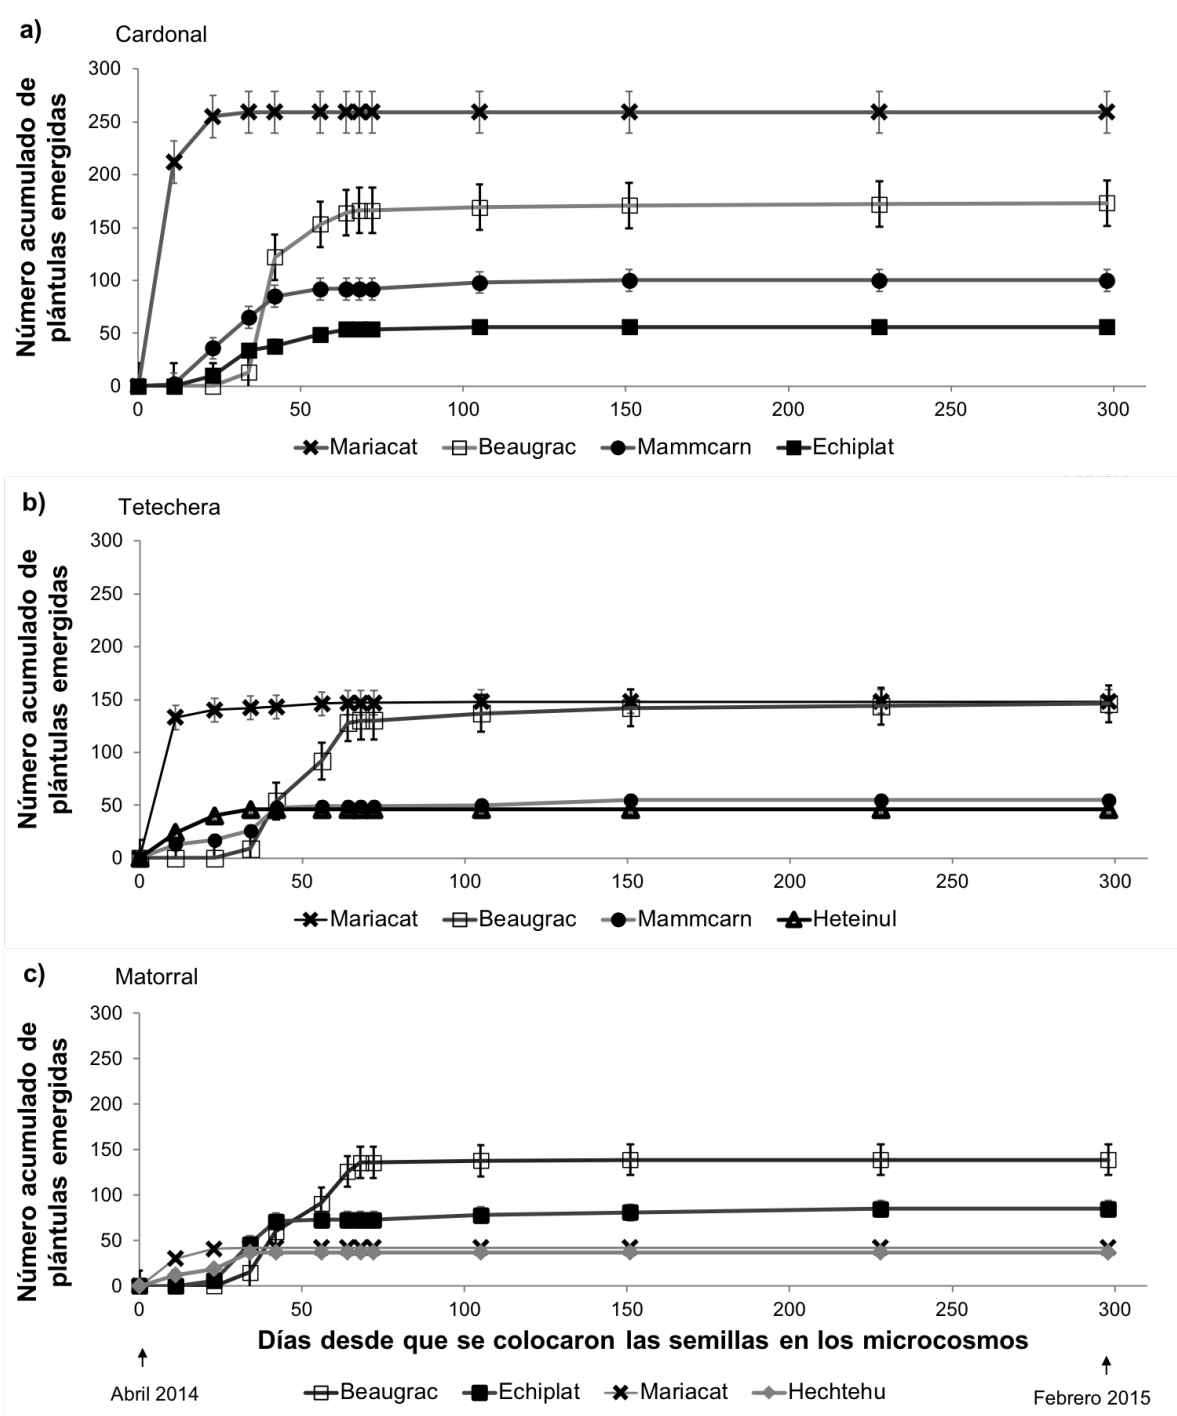 a)
Cardonal
Número acumulado de
plántulas emergidas
300
250
200
150
100
50
0
0 50 100 150 200 250 300
Mariacat Beaugrac Mammcarn Echiplat
b)
Tetechera
Número acumulado de
plántulas emergidas
300
250
200
150
100
50
0
0 50 100 150 200 250 300
Mariacat Beaugrac Mammcarn Heteinul
c)
Matorral
Número acumulado de
plántulas emergidas
300
250
200
150
100
50
0
0 50 100 150 200 250 300
Días desde que se colocaron las semillas en los microcosmos
Abril 2014
Febrero 2015
Beaugrac Echiplat Mariacat Hechtehu